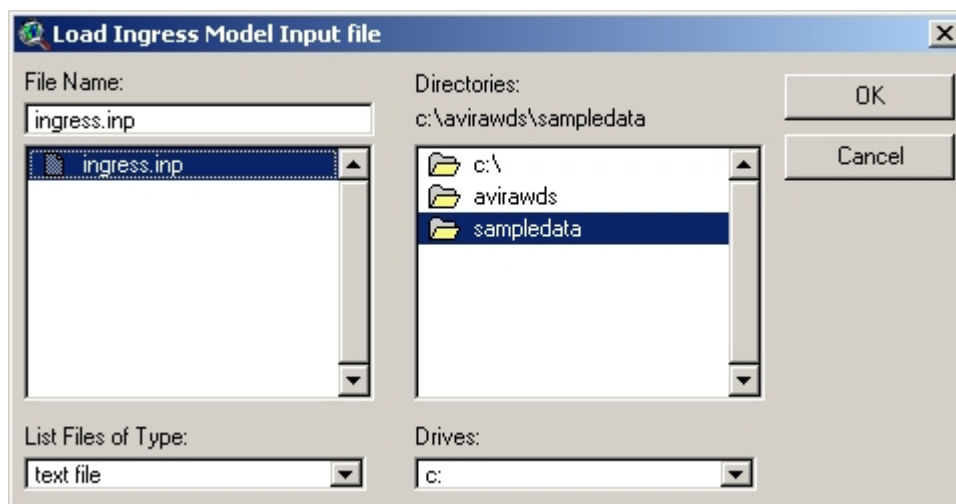 Load Ingress Model Input file
File Name:
ingress.inp
ingress.inp
List Files of Type:
text file
Directories:
c:\avirawds\sampledata
c:\
avirawds
sampledata
Drives:
c:
OK
Cancel